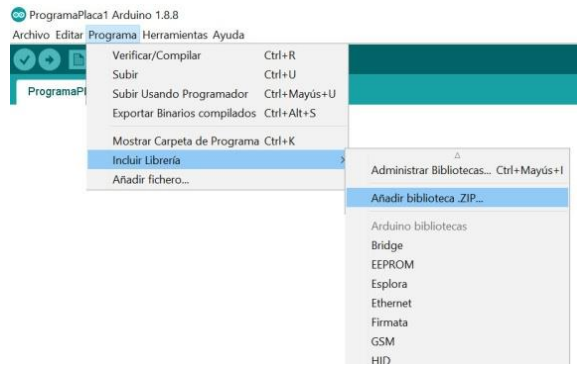 ProgramaPlaca1 Arduino 1.8.8
Archivo Editar Programa Herramientas Ayuda
ProgramaPl
Verificar/Compilar Ctrl+R
Subir Ctrl+U
Subir Usando Programador Ctrl+Mayús+U
Exportar Binarios compilados Ctrl+Alt+S
Mostrar Carpeta de Programa Ctrl+K
Incluir Librería
Añadir fichero...
Administrar Bibliotecas... Ctrl+Mayús+I
Añadir biblioteca .ZIP...
Arduino bibliotecas
Bridge
EEPROM
Esplora
Ethernet
Firmata
GSM
HID